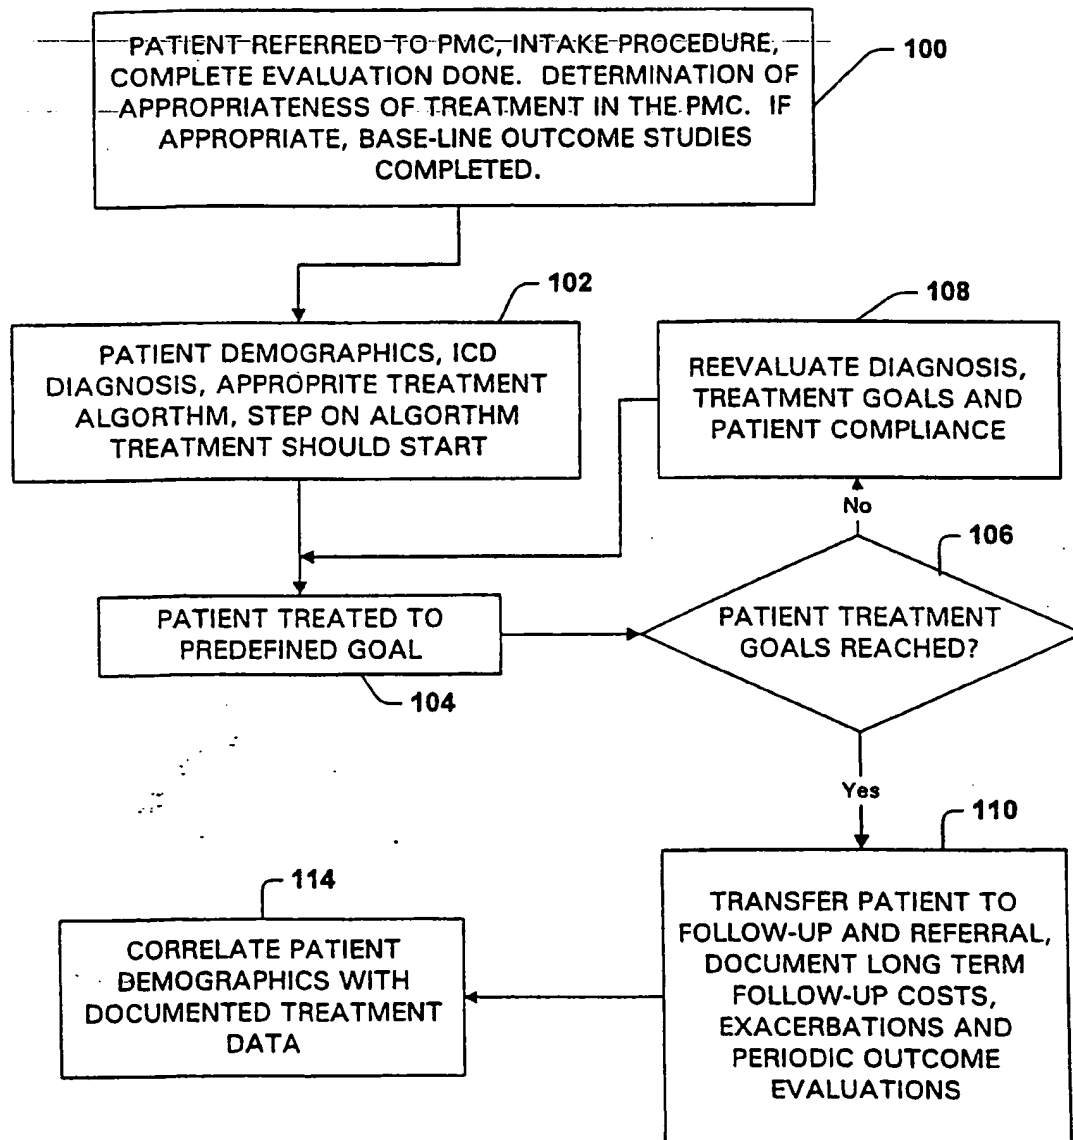 PATIENT REFERRED TO PMC, INTAKE PROCEDURE,
COMPLETE EVALUATION DONE. DETERMINATION OF
APPROPRIATENESS OF TREATMENT IN THE PMC. IF
APPROPRIATE, BASE-LINE OUTCOME STUDIES
COMPLETED.
100
102
PATIENT DEMOGRAPHICS, ICD
DIAGNOSIS, APPROPRITE TREATMENT
ALGORTHM, STEP ON ALGORTHM
TREATMENT SHOULD START
108
REEVALUATE DIAGNOSIS,
TREATMENT GOALS AND
PATIENT COMPLIANCE
No
106
PATIENT TREATED TO
PREDEFINED GOAL
104
PATIENT TREATMENT
GOALS REACHED?
Yes
110
TRANSFER PATIENT TO
FOLLOW-UP AND REFERRAL,
DOCUMENT LONG TERM
FOLLOW-UP COSTS,
EXACERBATIONS AND
PERIODIC OUTCOME
EVALUATIONS
114
CORRELATE PATIENT
DEMOGRAPHICS WITH
DOCUMENTED TREATMENT
DATA